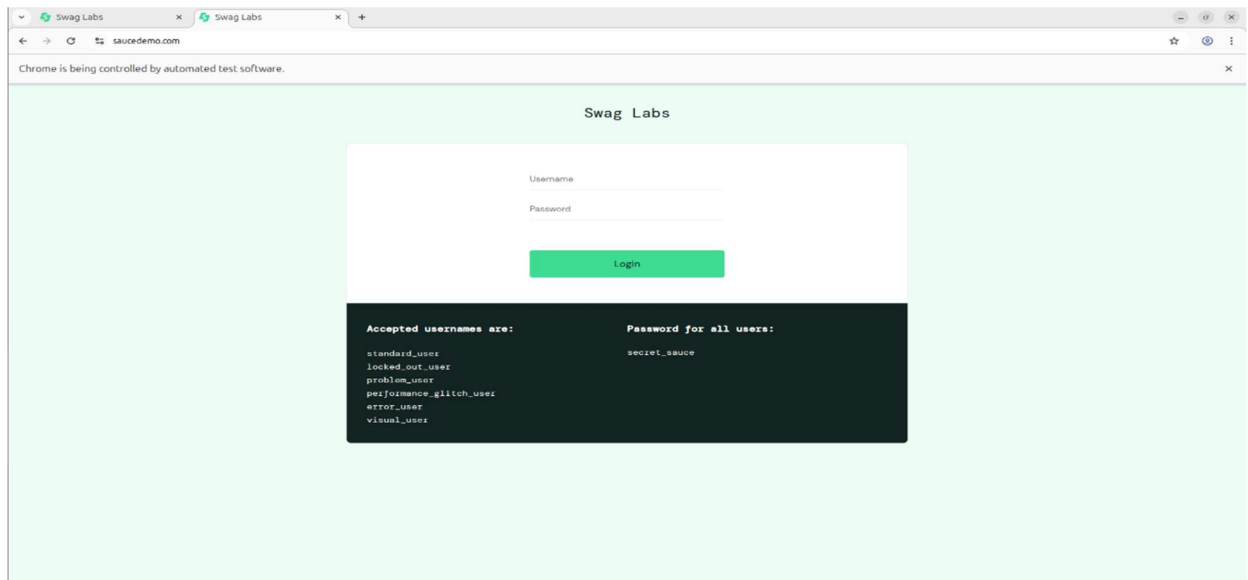 Swag Labs
Swag Labs
saucedemo.com
Chrome is being controlled by automated test software.
Swag Labs
Username
Password
Login
Accepted usernames are:
standard_user
locked_out_user
problem_user
performance_glitch_user
error_user
visual_user
Password for all users:
secret_sauce